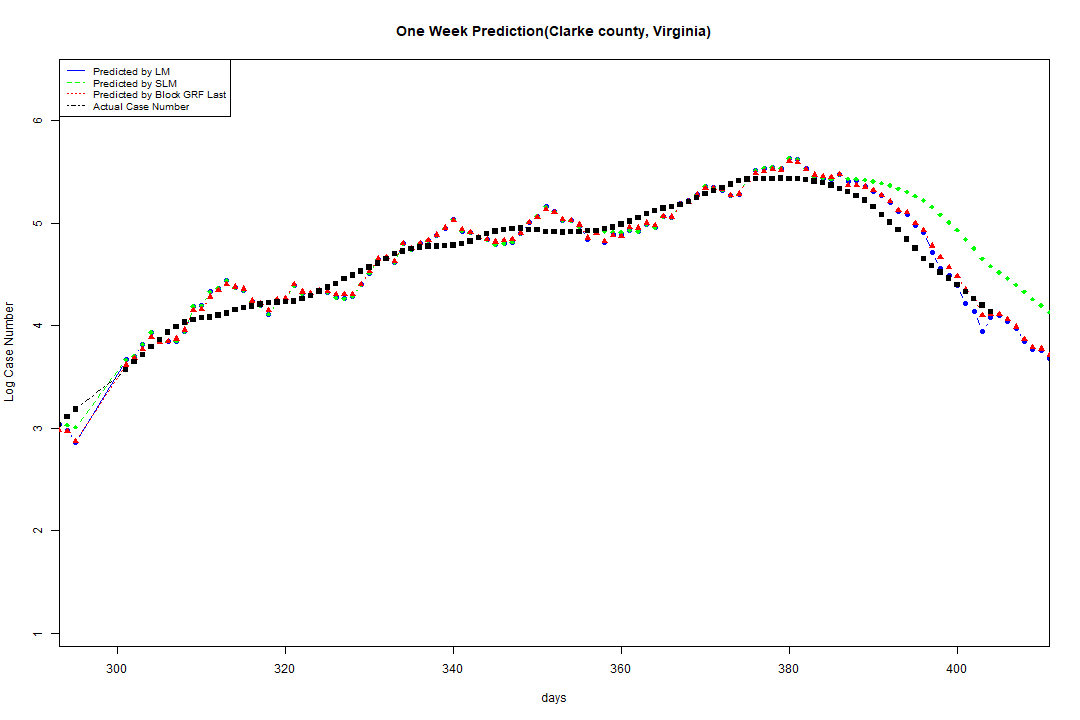 One Week Prediction(Clarke county, Virginia)
Predicted by LM
Predicted by SLM
Predicted by Block GRF Last
Actual Case Number
Log Case Number
6
5
4
3
2
1
300 320 340 360 380 400
days